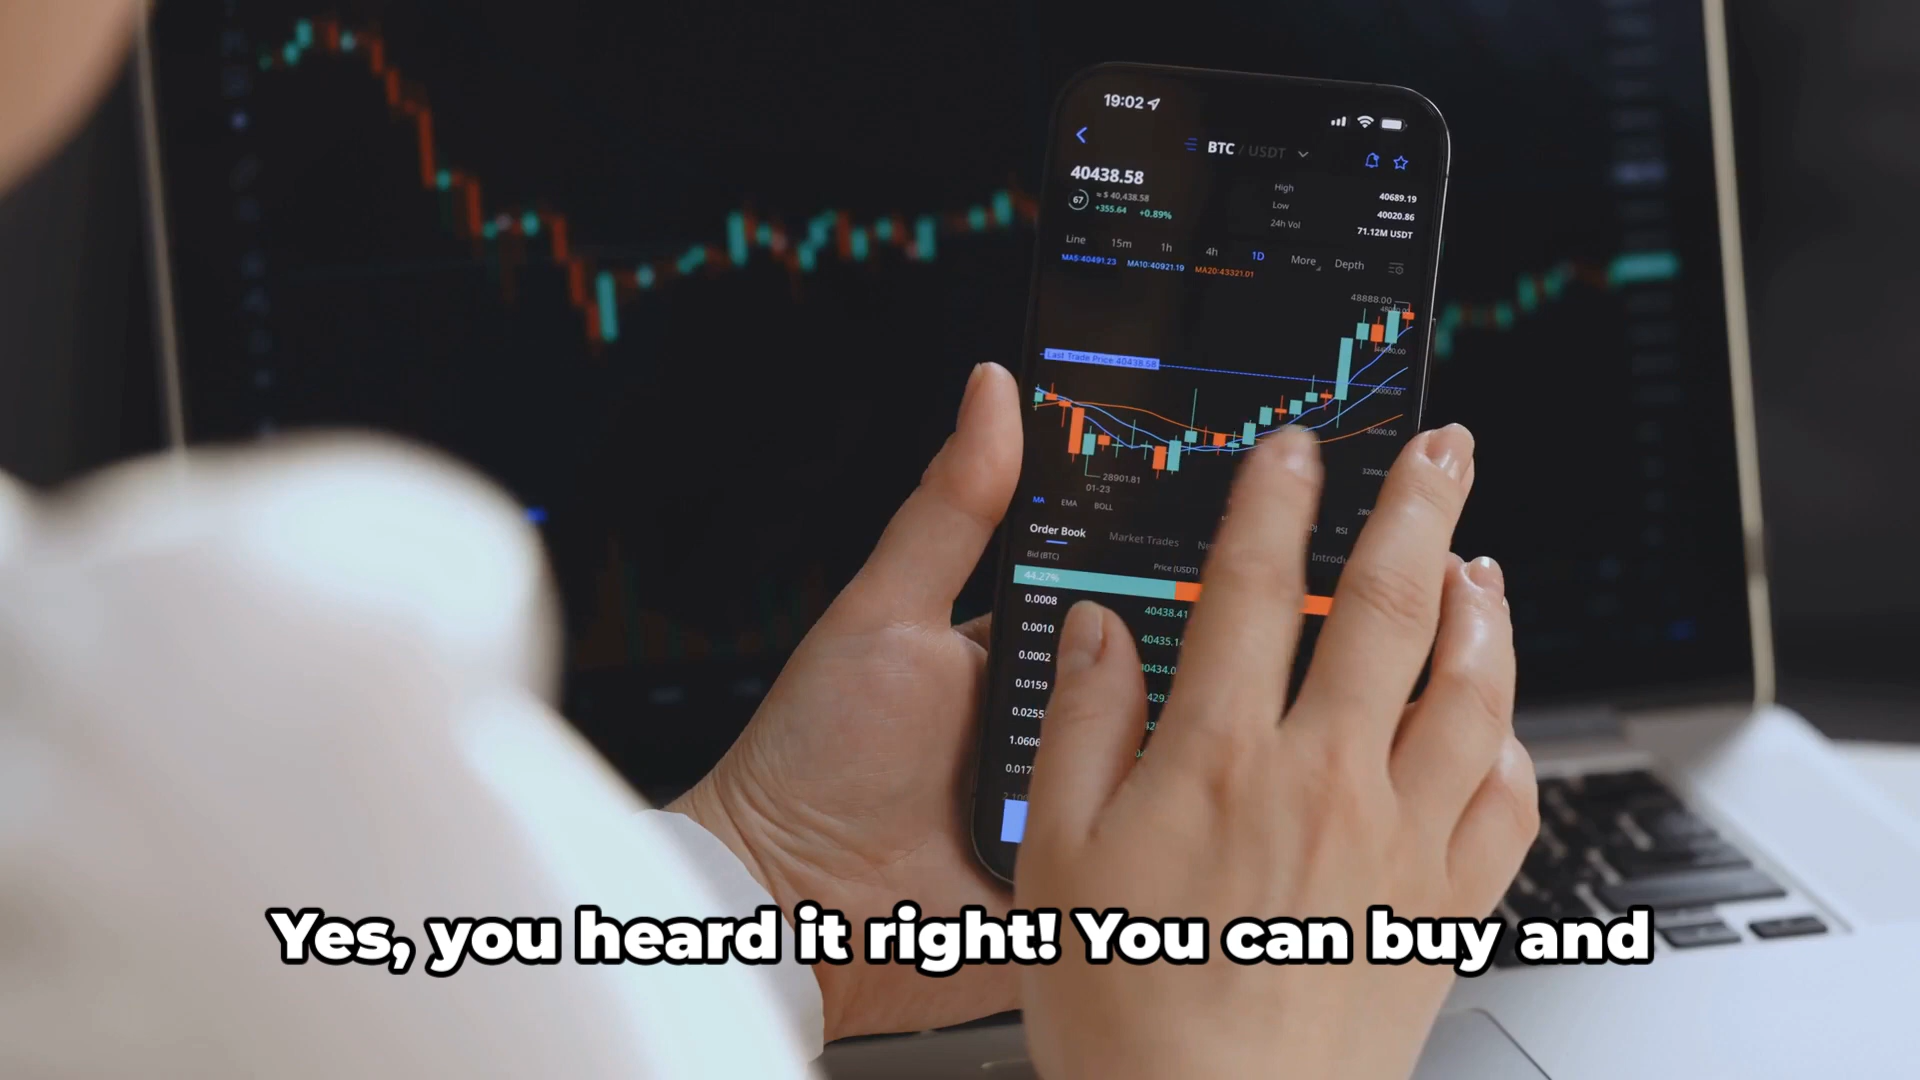 19:02
BTC / USDT
40438.58
High 40689.19
≈ $ 40,438.58
Low 40020.86
67
+355.64 +0.89%
24h Vol 71.12M USDT
Line 15m 1h 4h 1D More Depth
MA5:40491.23 MA10:40921.19 MA20:43321.01
48888.00
Last Trade Price 40438.58
36000.00
28901.81
01-23
MA EMA BOLL RSI
Order Book Market Trades
Bid (BTC) Price (USDT)
44.27%
0.0008 40438.41
0.0010
0.0002
0.0159
0.0255
1.0606
Yes, you heard it right! You can buy and